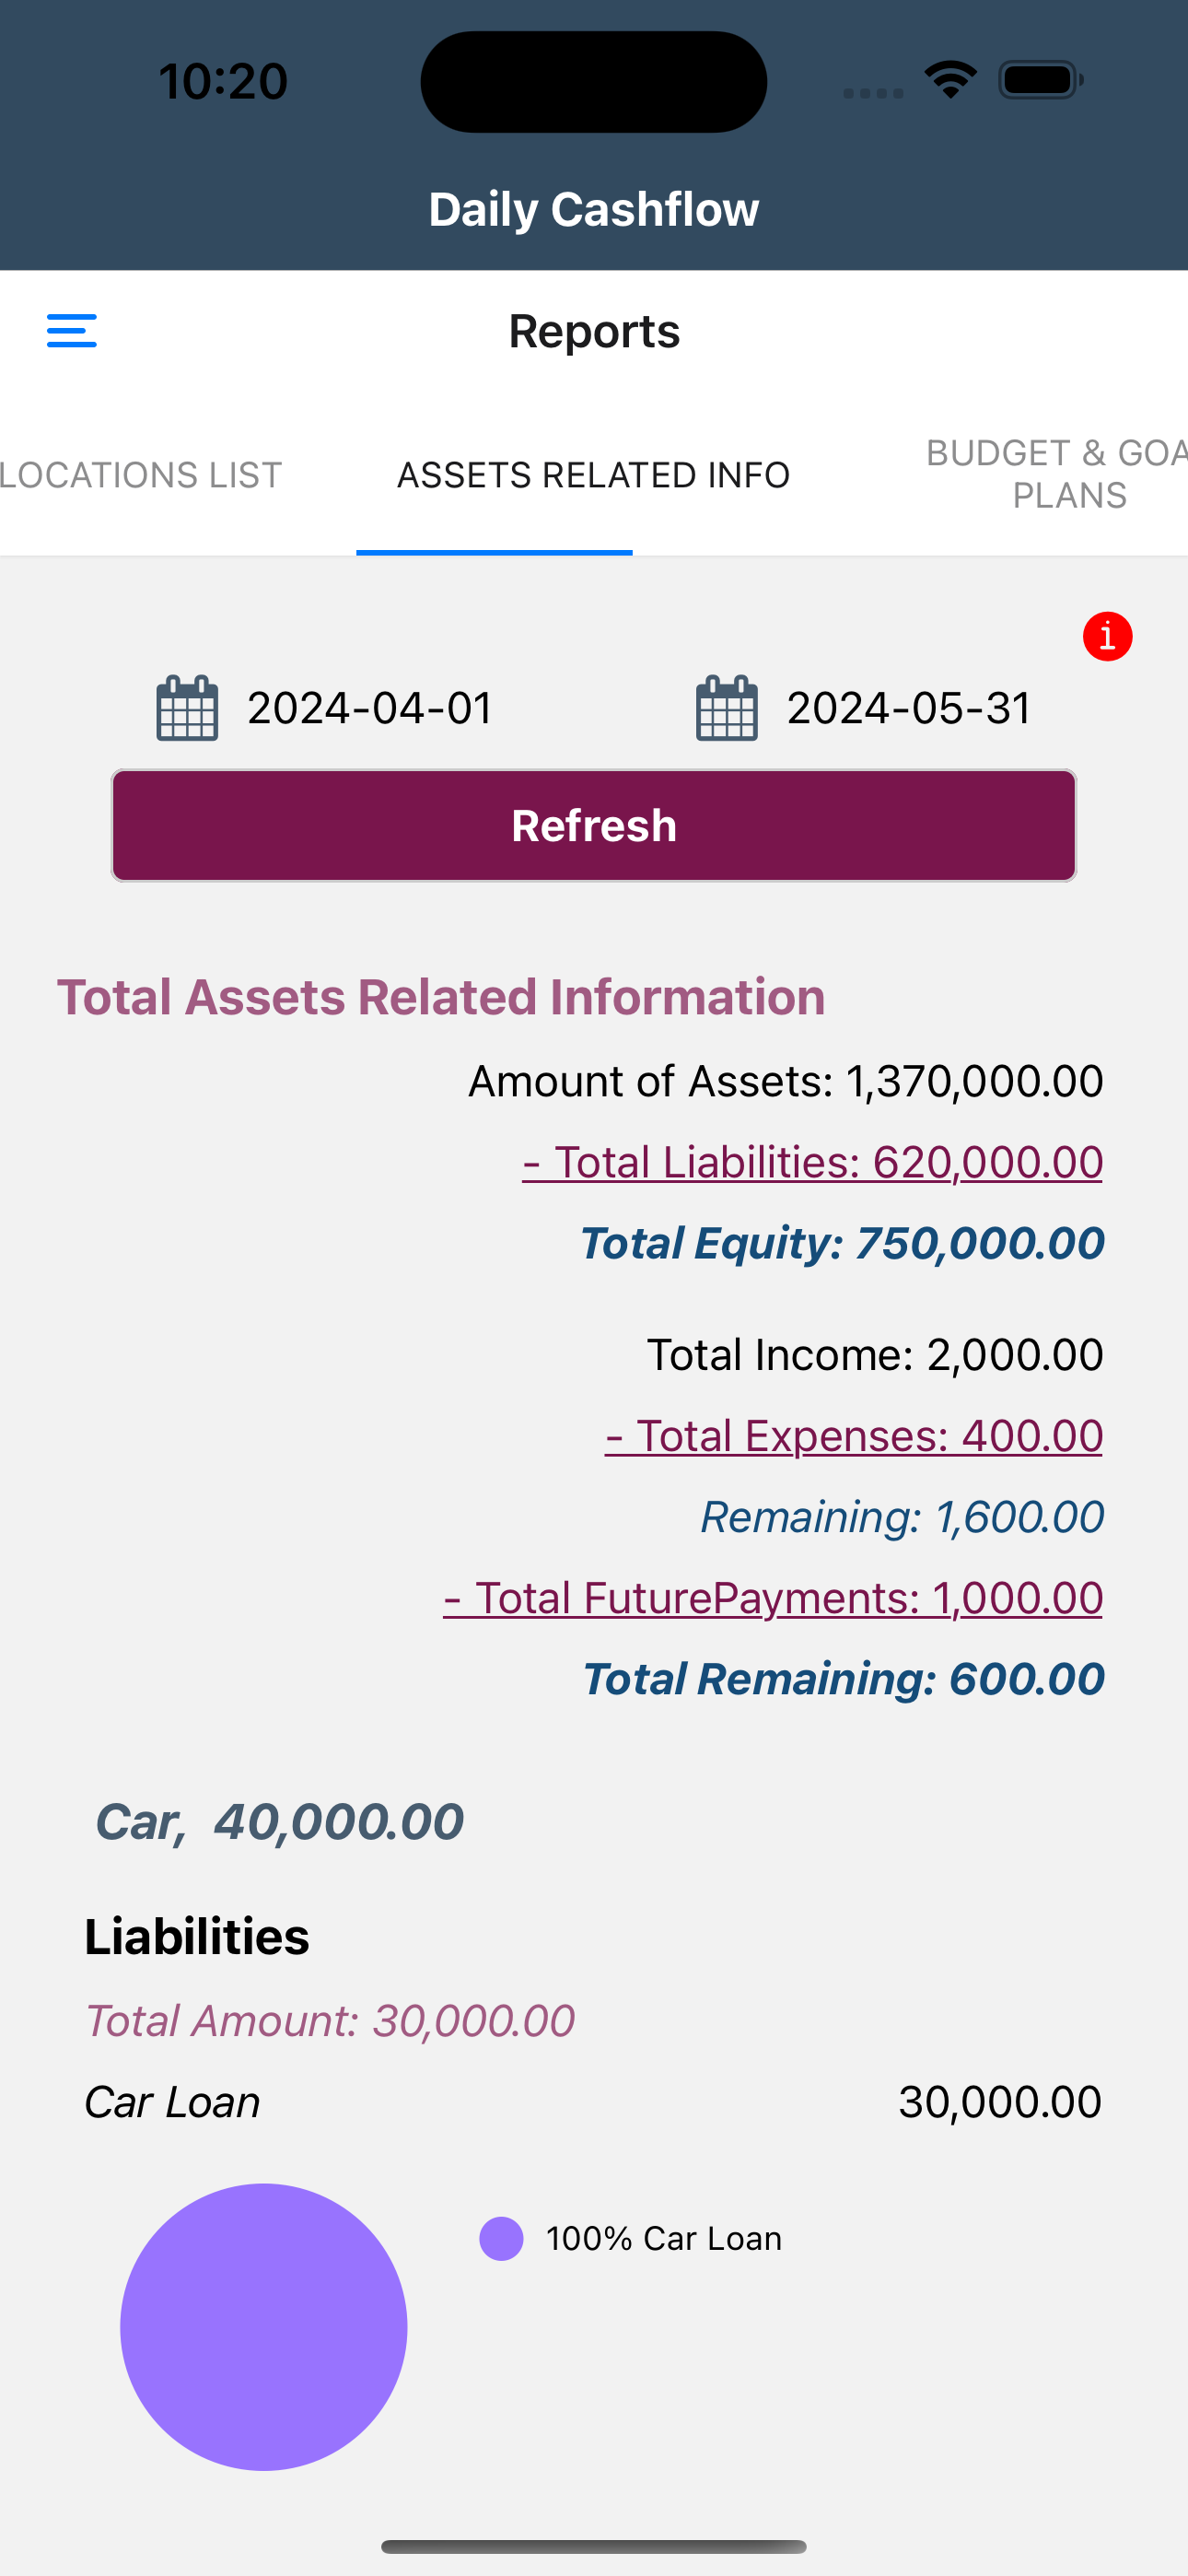 10:20
Daily Cashflow
Reports
LOCATIONS LIST
ASSETS RELATED INFO
BUDGET & GOA
PLANS
i
2024-04-01
2024-05-31
Refresh
Total Assets Related Information
Amount of Assets: 1,370,000.00
- Total Liabilities: 620,000.00
Total Equity: 750,000.00
Total Income: 2,000.00
- Total Expenses: 400.00
Remaining: 1,600.00
- Total FuturePayments: 1,000.00
Total Remaining: 600.00
Car,  40,000.00
Liabilities
Total Amount: 30,000.00
Car Loan 30,000.00
100% Car Loan